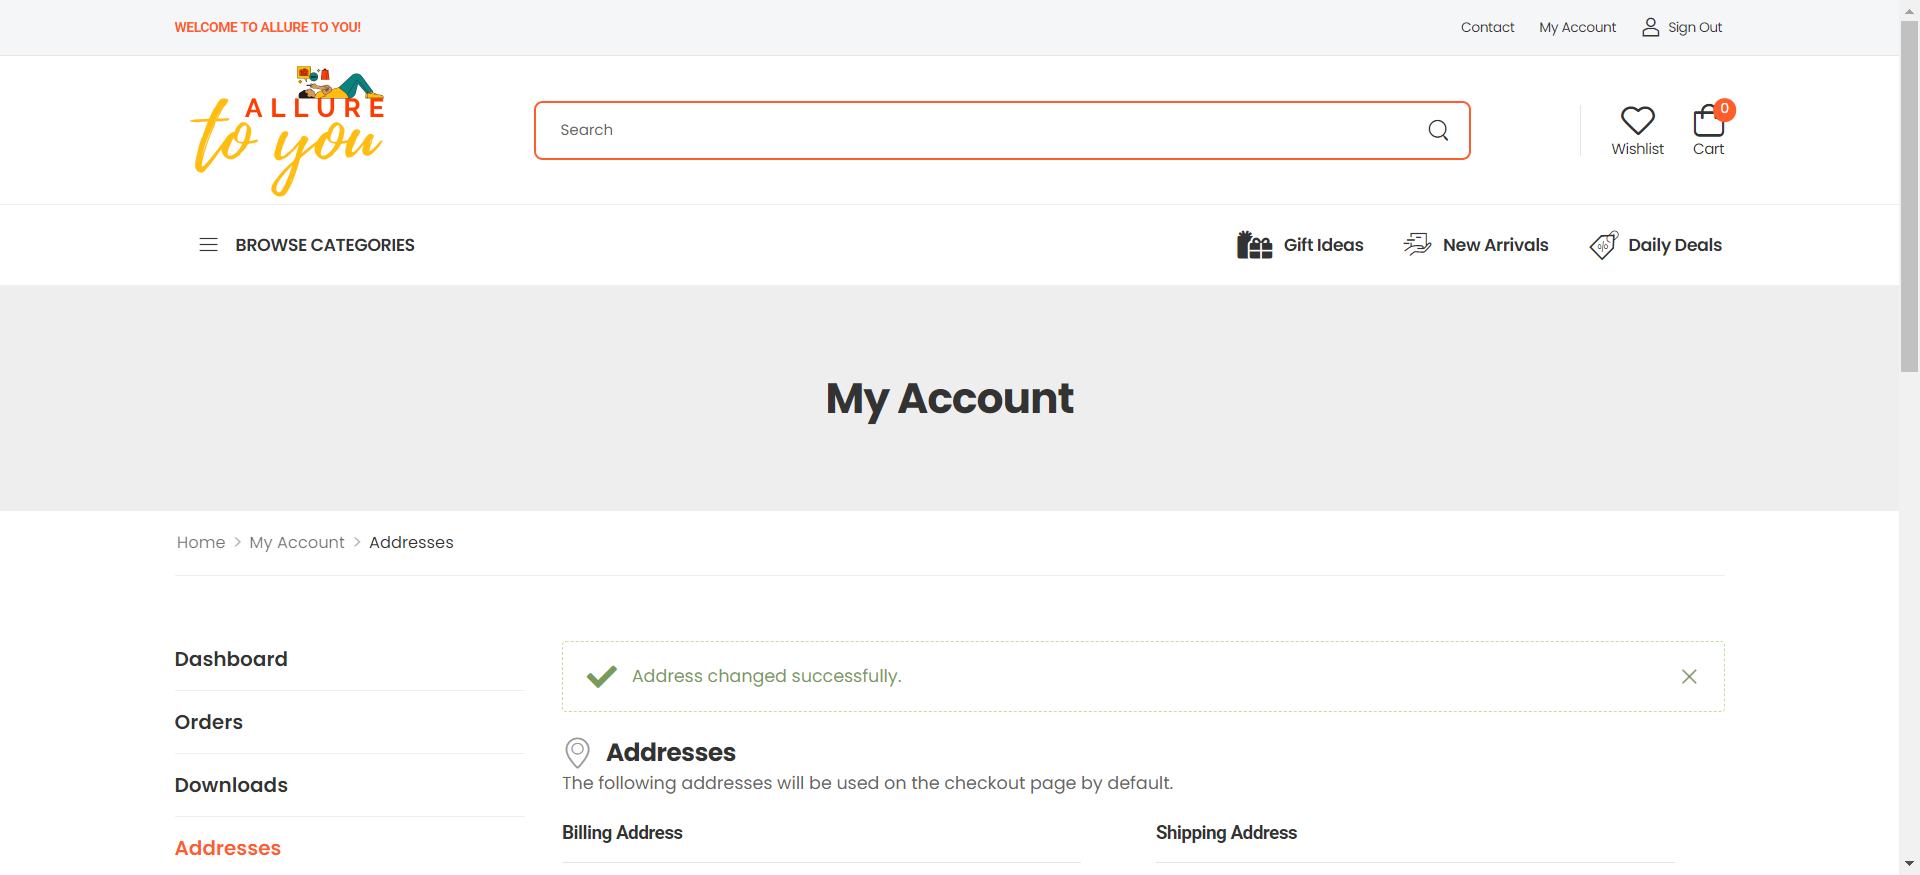 WELCOME TO ALLURE TO YOU!
Contact
My Account
Sign Out
ALLURE
to you
Search
Wishlist
0
Cart
BROWSE CATEGORIES
Gift Ideas
%
New Arrivals
Daily Deals
My Account
Home > My Account > Addresses
Dashboard
Orders
Downloads
Addresses
Address changed successfully.
Addresses
The following addresses will be used on the checkout page by default.
Billing Address
Shipping Address